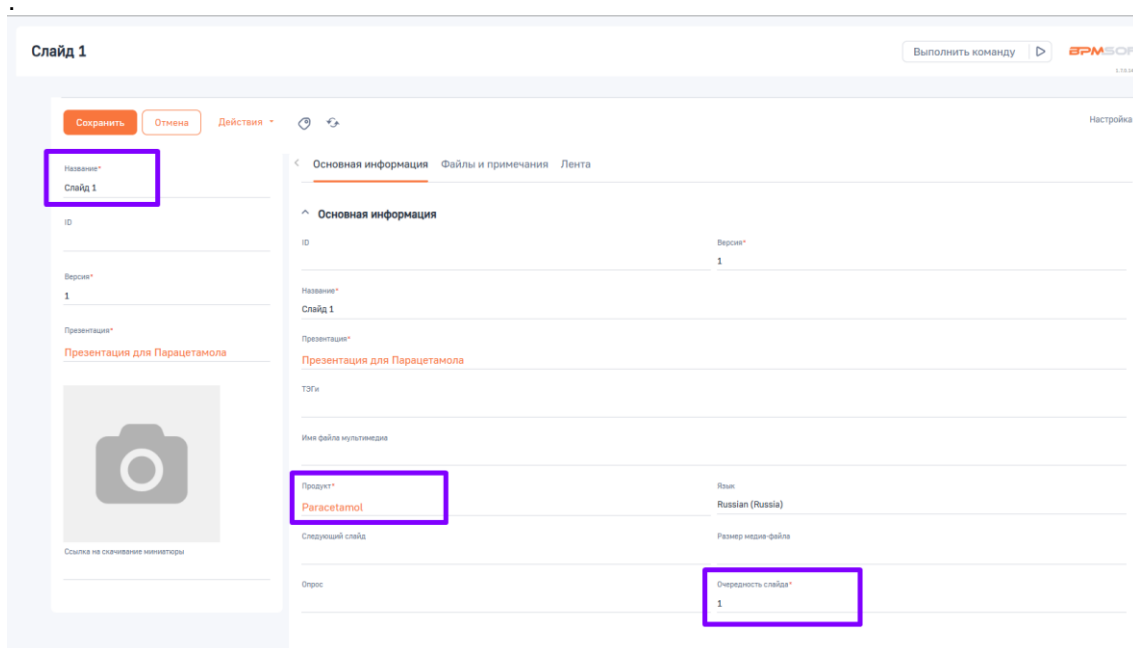 .
Слайд 1
Выполнить команду
BPMSOF
Сохранить Отмена Действия
Настройка
Название*
Слайд 1
ID
Версия*
1
Презентация*
Презентация для Парацетамола
Ссылка на скачивание миниатюры
Основная информация Файлы и примечания Лента
Основная информация
ID Версия*
1
Название*
Слайд 1
Презентация*
Презентация для Парацетамола
ТЭГи
Имя файла мультимедиа
Продукт* Язык
Paracetamol Russian (Russia)
Следующий слайд Размер медиа-файла
Опрос Очередность слайда*
1